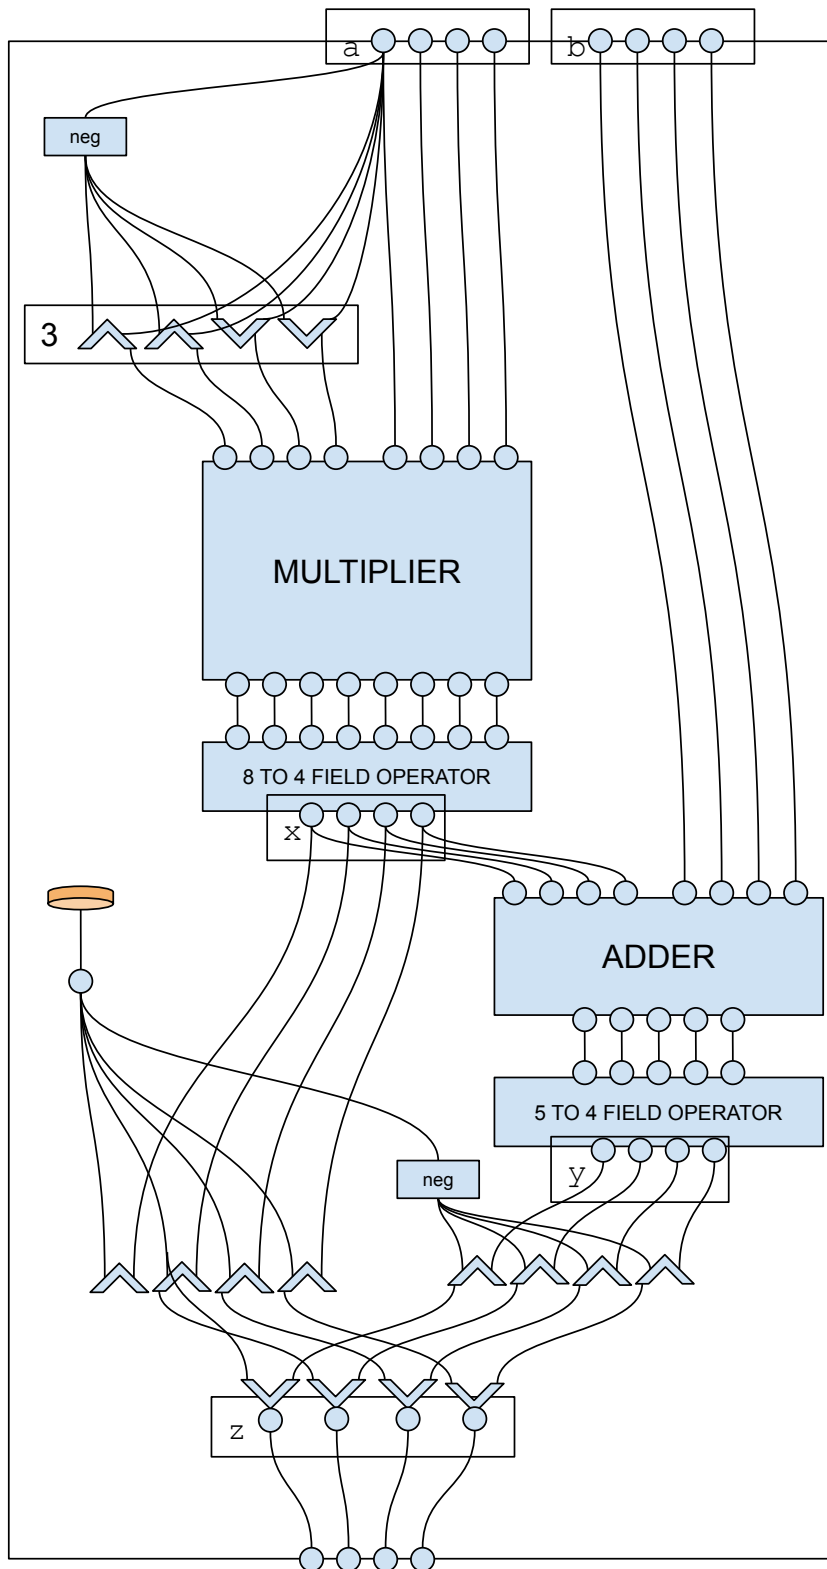 a
b
neg
3
MULTIPLIER
8 TO 4 FIELD OPERATOR
x
ADDER
5 TO 4 FIELD OPERATOR
neg
y
z